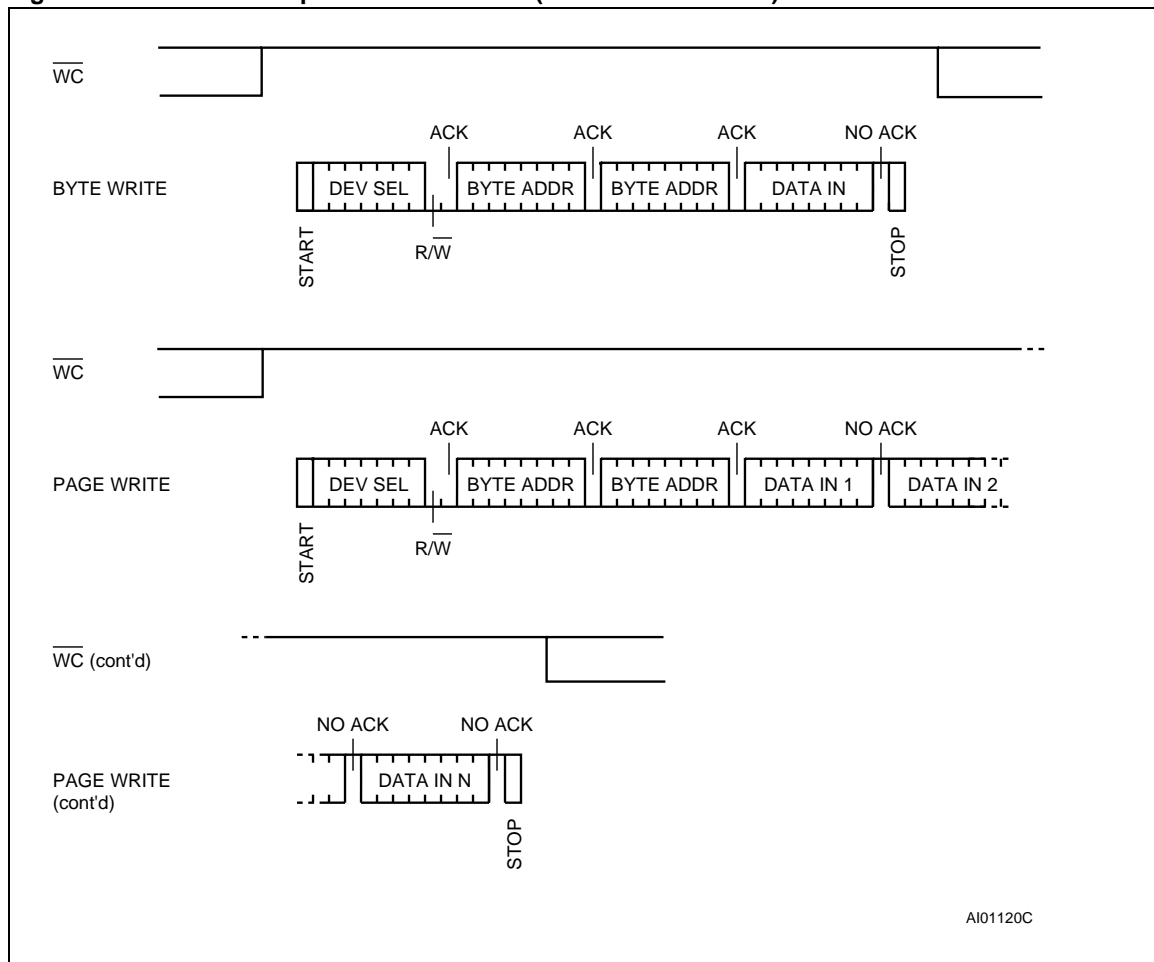 WC
ACK ACK ACK NO ACK
BYTE WRITE DEV SEL BYTE ADDR BYTE ADDR DATA IN
START R/W STOP
WC
ACK ACK ACK NO ACK
PAGE WRITE DEV SEL BYTE ADDR BYTE ADDR DATA IN 1 DATA IN 2
START R/W
WC (cont'd)
NO ACK NO ACK
PAGE WRITE DATA IN N
(cont'd)
STOP
AI01120C